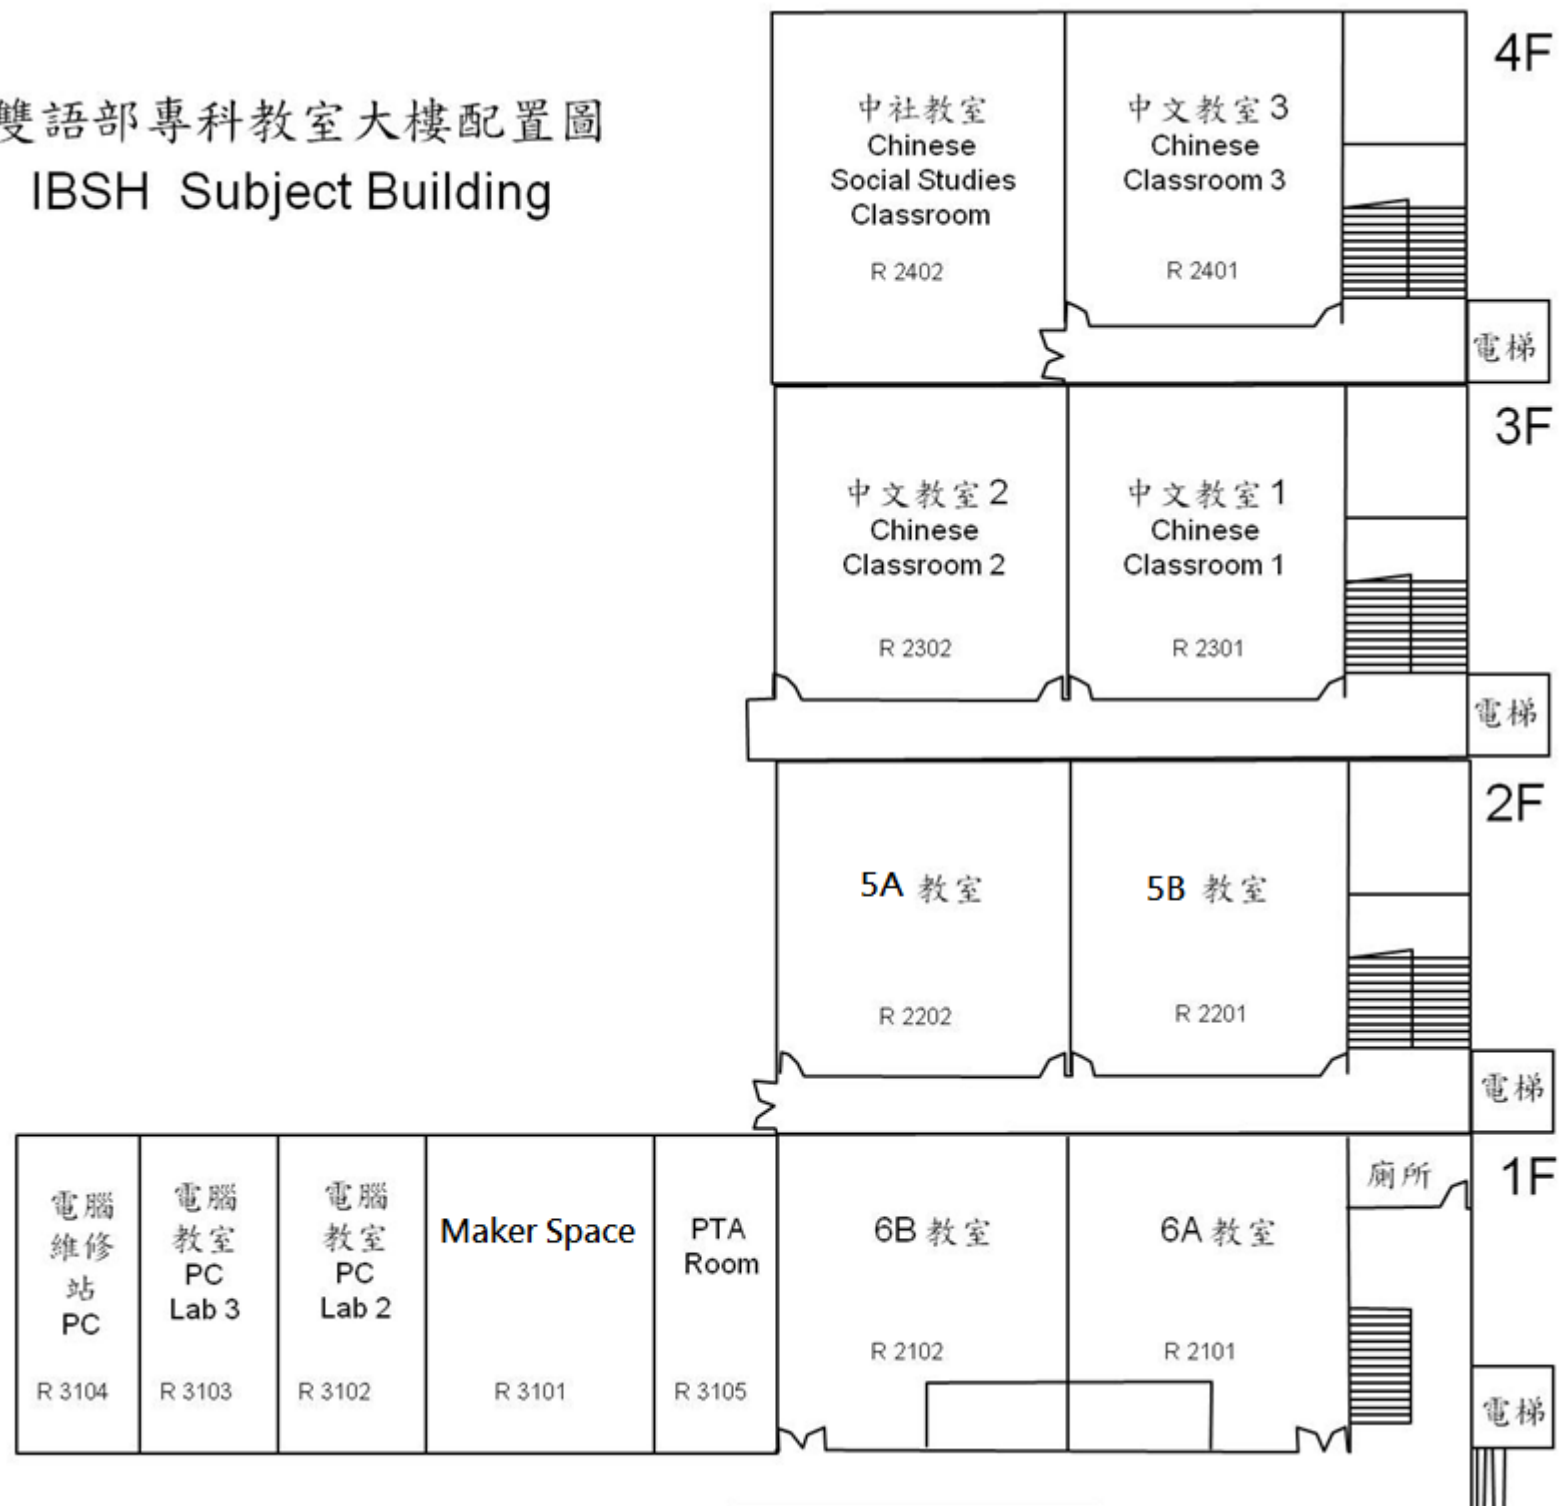 雙語部專科教室大樓配置圖
IBSH Subject Building
4F
中社教室
Chinese
Social Studies
Classroom
R 2402
中文教室 3
Chinese
Classroom 3
R 2401
電梯
3F
中文教室 2
Chinese
Classroom 2
R 2302
中文教室 1
Chinese
Classroom 1
R 2301
電梯
2F
5A 教室
R 2202
5B 教室
R 2201
電梯
1F
電腦
維修
站
PC
R 3104
電腦
教室
PC
Lab 3
R 3103
電腦
教室
PC
Lab 2
R 3102
Maker Space
R 3101
PTA
Room
R 3105
6B 教室
R 2102
6A 教室
R 2101
廁所
電梯